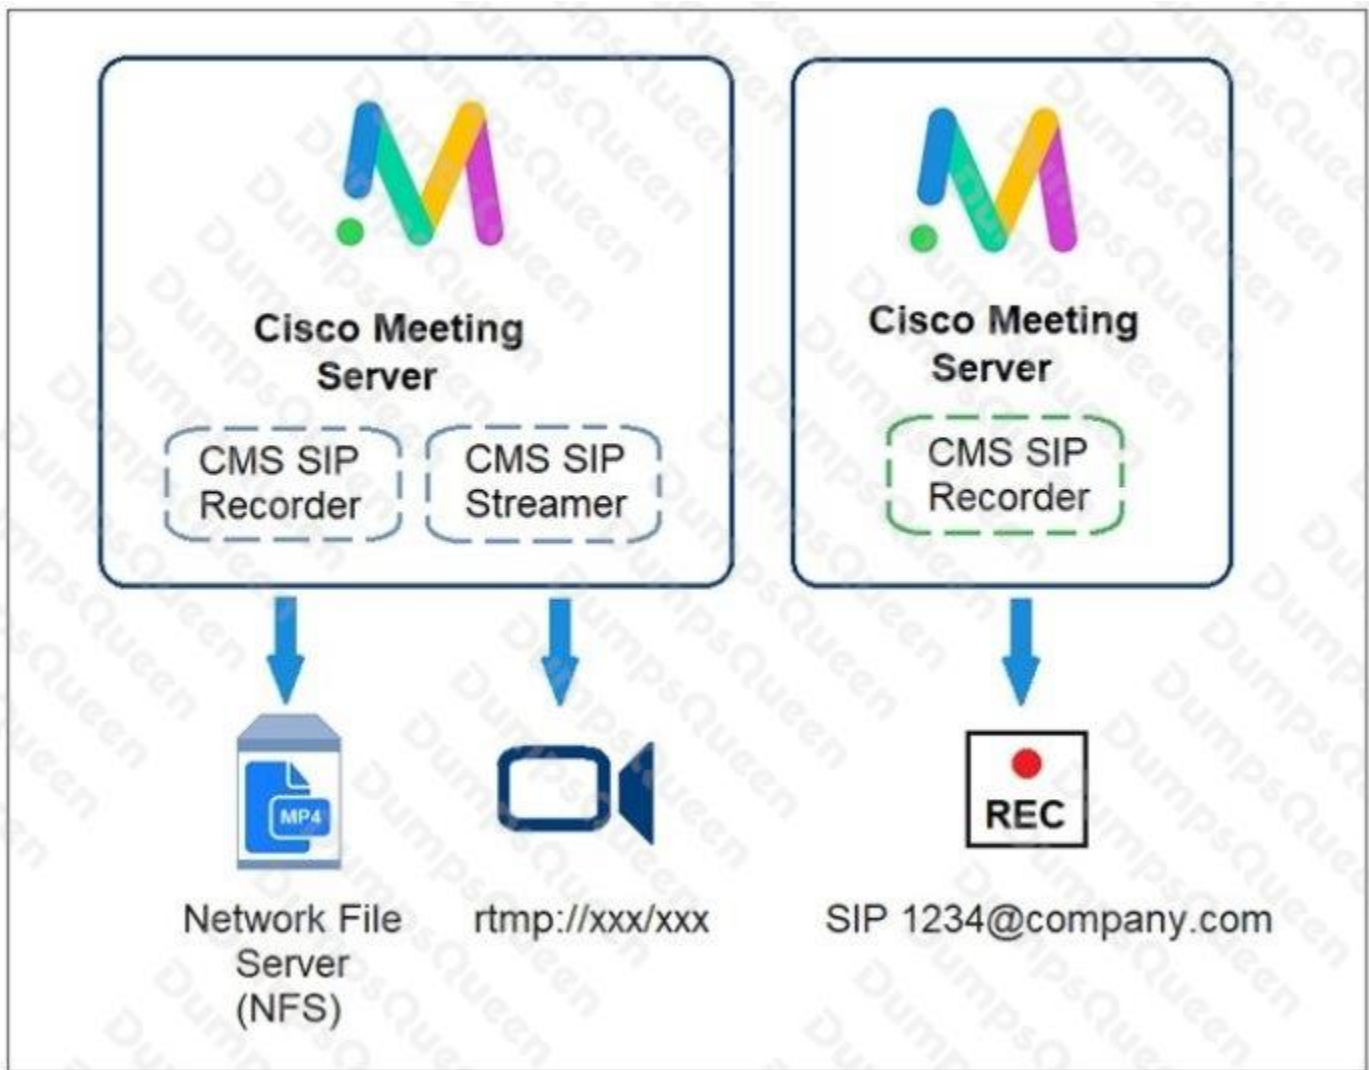 Cisco Meeting
Server
CMS SIP
Recorder
CMS SIP
Streamer
MP4
Network File
Server
(NFS)
rtmp://xxx/xxx
Cisco Meeting
Server
CMS SIP
Recorder
REC
SIP 1234@company.com
DumpsQueen